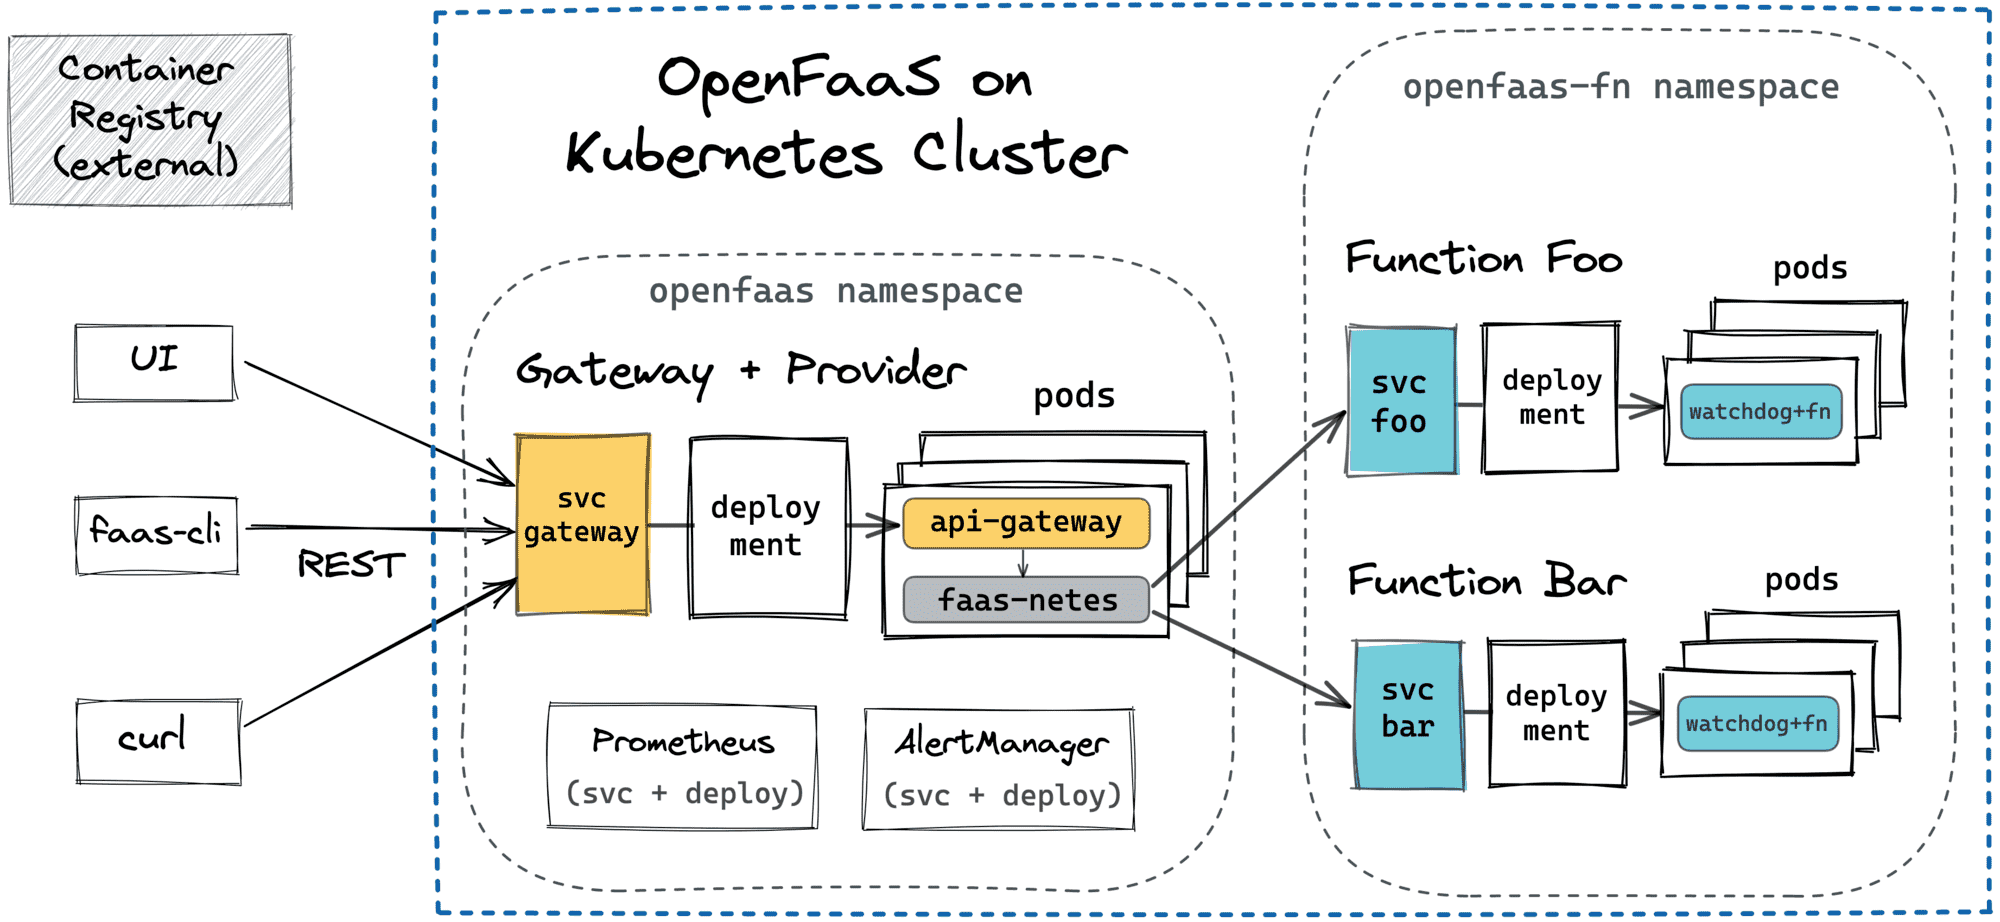 Container
Registry
(external)
OpenFaaS on
Kubernetes Cluster
openfaas-fn namespace
UI
faas-cli
REST
curl
openfaas namespace
Gateway + Provider
pods
svc
gateway
deploy
ment
api-gateway
faas-netes
Prometheus
(svc + deploy)
AlertManager
(svc + deploy)
Function Foo
pods
svc
foo
deploy
ment
watchdog+fn
Function Bar
pods
svc
bar
deploy
ment
watchdog+fn